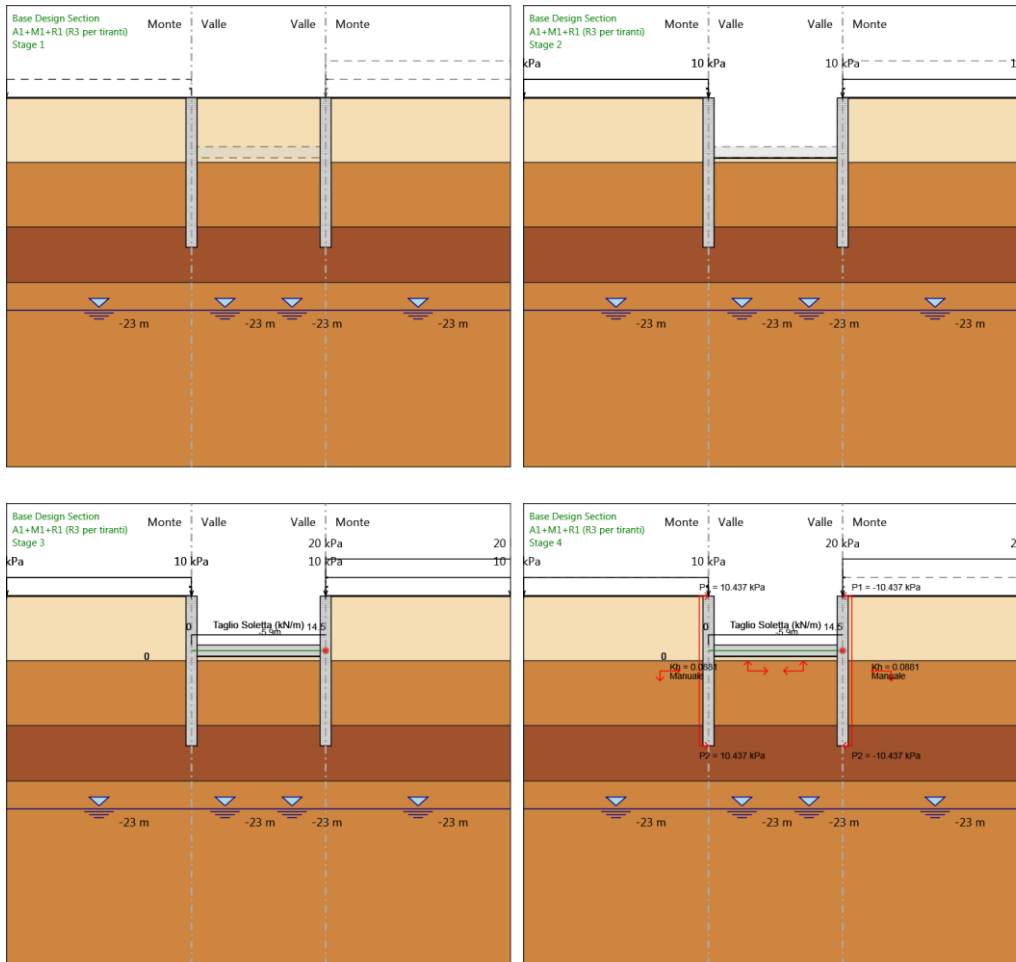 Base Design Section
A1+M1+R1 (R3 per tiranti)
Stage 1
Monte Valle Valle Monte
-23 m -23 m -23 m -23 m
Base Design Section
A1+M1+R1 (R3 per tiranti)
Stage 2
Monte Valle Valle Monte
kPa 10 kPa 10 kPa 1
-23 m -23 m -23 m -23 m
Base Design Section
A1+M1+R1 (R3 per tiranti)
Stage 3
Monte Valle Valle Monte
20 kPa 20
kPa 10 kPa 10 kPa 10
Taglio Soletta (kN/m)
0 14.5
-5.9m
0
-23 m -23 m -23 m -23 m
Base Design Section
A1+M1+R1 (R3 per tiranti)
Stage 4
Monte Valle Valle Monte
20 kPa 2
kPa 10 kPa
P1 = 10.437 kPa P1 = -10.437 kPa
Taglio Soletta (kN/m)
0 14.5
-5.9m
0
Kh = 0.0881 Kh = 0.0881
Manuale Manuale
P2 = 10.437 kPa P2 = -10.437 kPa
-23 m -23 m -23 m -23 m